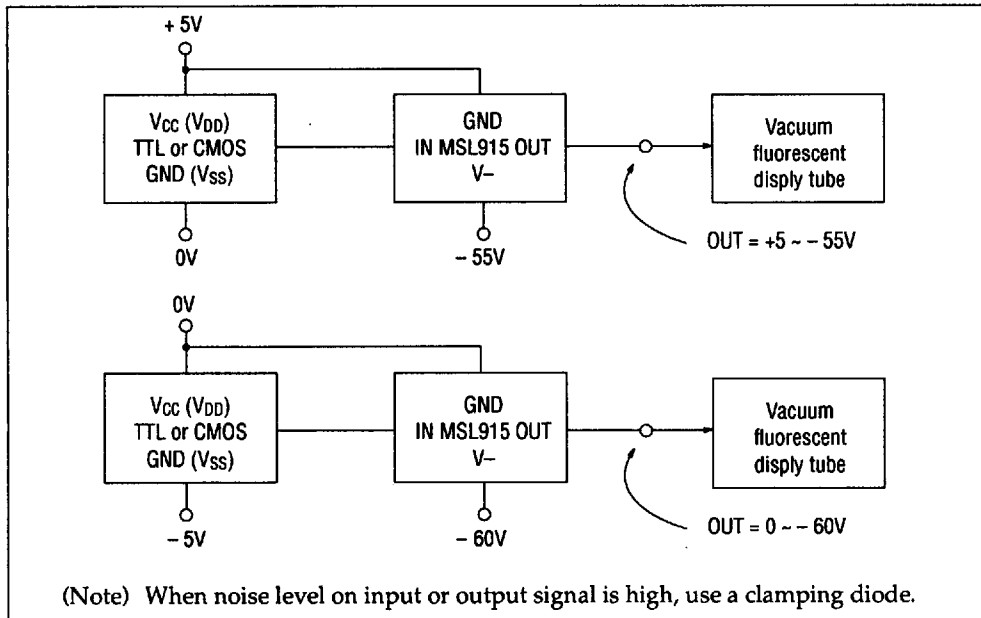 + 5V
VCC (VDD)
TTL or CMOS
GND (VSS)
0V
GND
IN MSL915 OUT
V–
– 55V
Vacuum
fluorescent
disply tube
OUT = +5 ~ – 55V
0V
VCC (VDD)
TTL or CMOS
GND (VSS)
– 5V
GND
IN MSL915 OUT
V–
– 60V
Vacuum
fluorescent
disply tube
OUT = 0 ~ – 60V
(Note) When noise level on input or output signal is high, use a clamping diode.